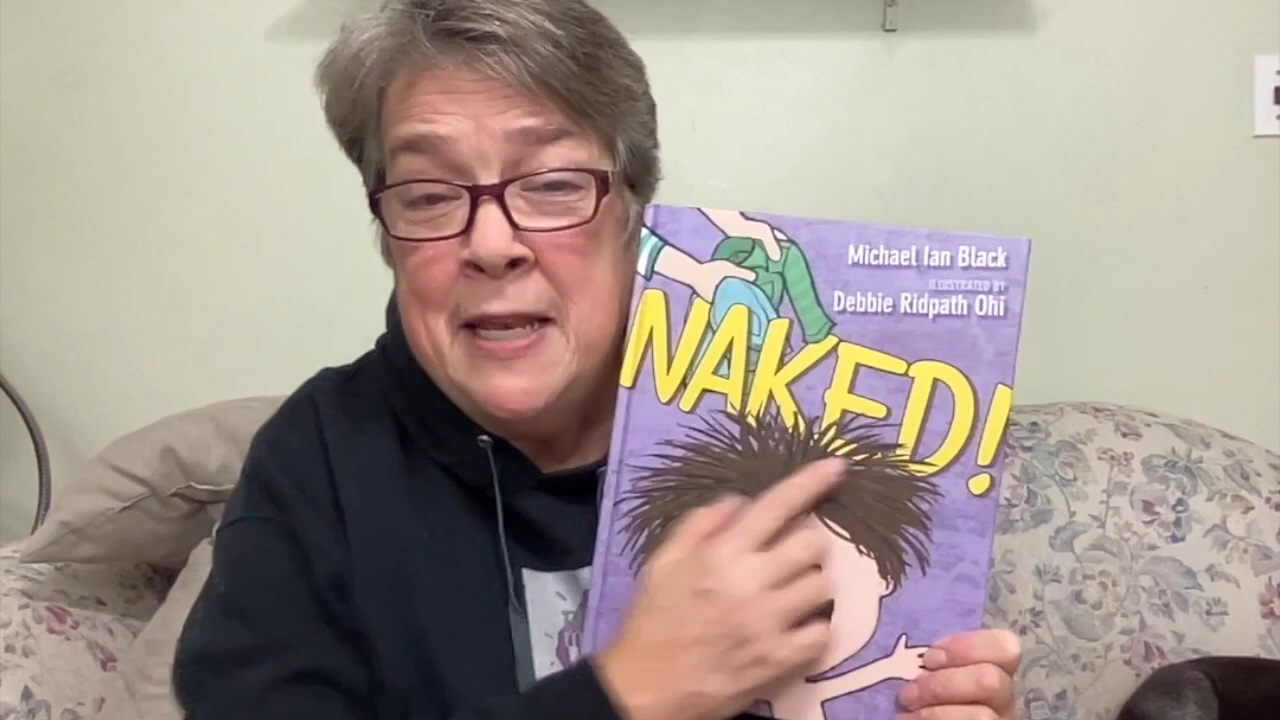 Michael Ian Black
ILLUSTRATED BY
Debbie Ridpath Ohi
NAKED!